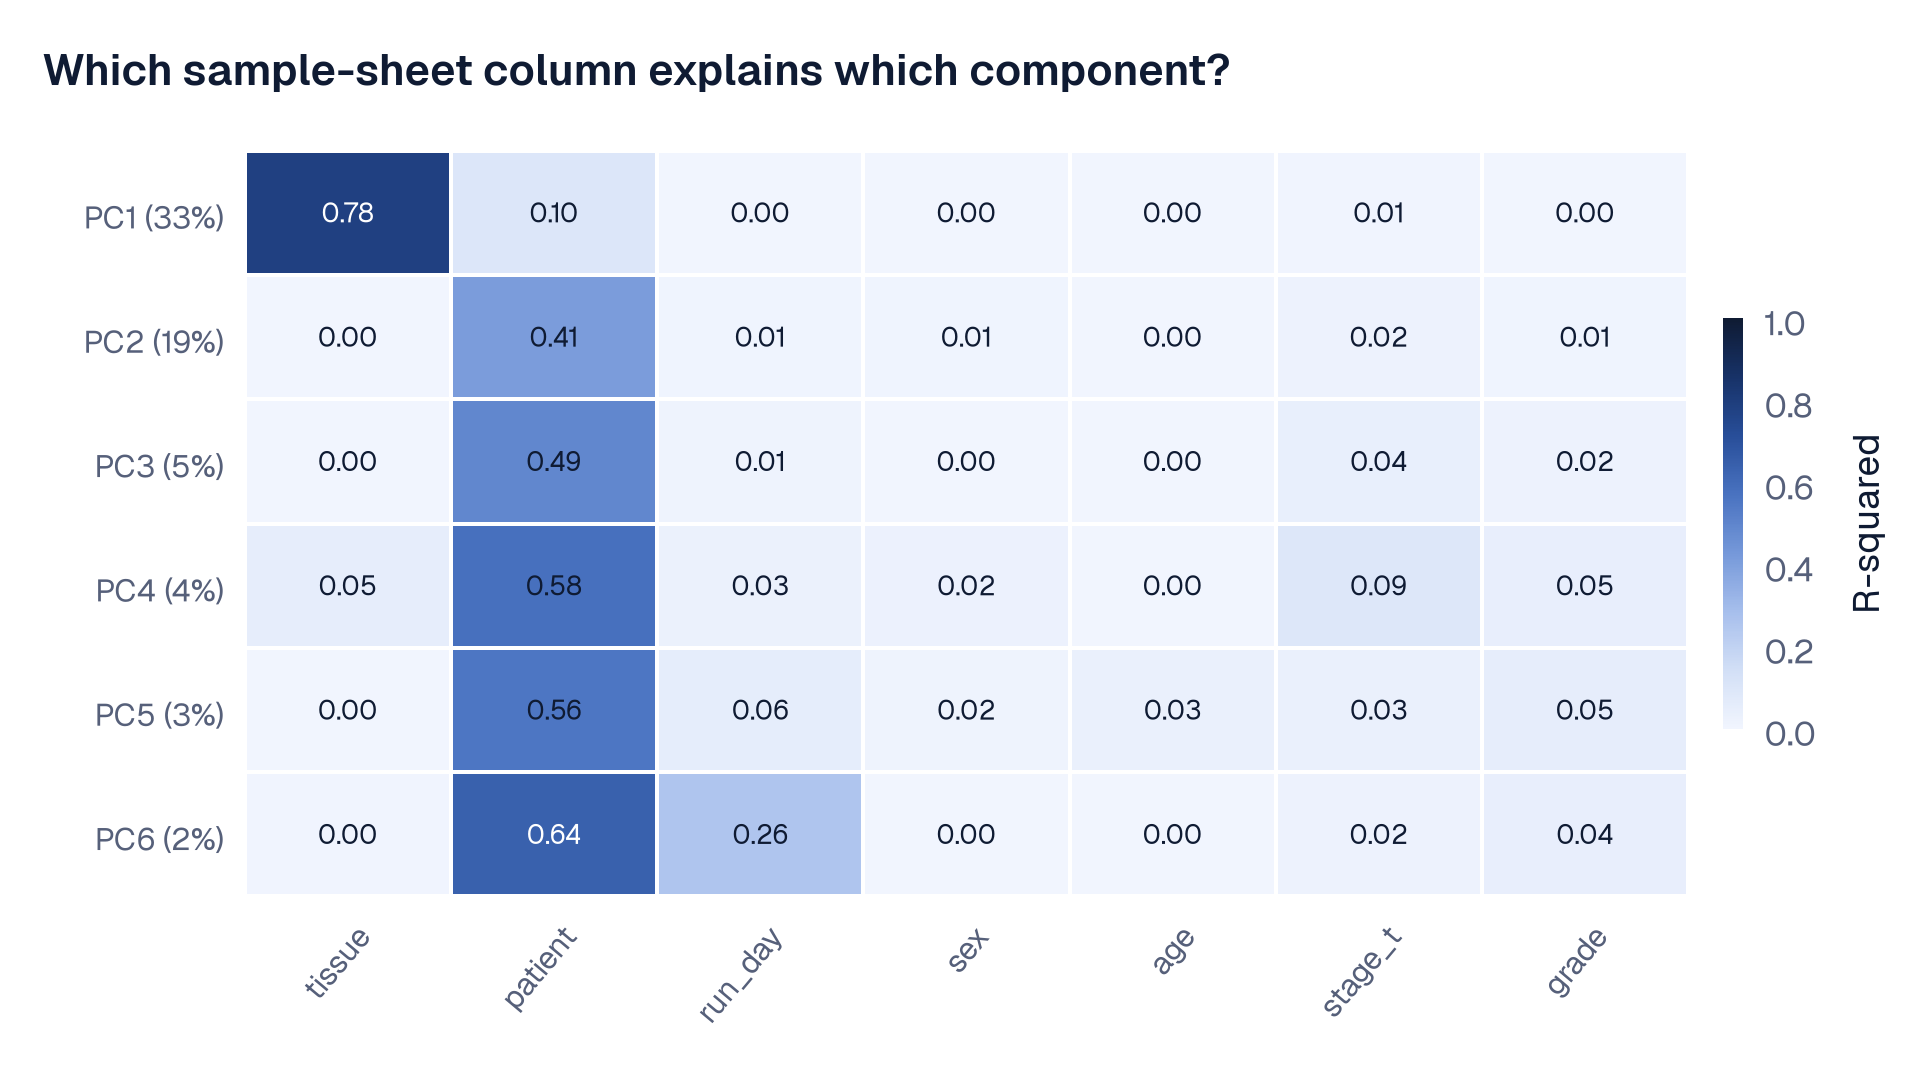 Which sample-sheet column explains which component?
PC1 (33%) 0.78 0.10 0.00 0.00 0.00 0.01 0.00
PC2 (19%) 0.00 0.41 0.01 0.01 0.00 0.02 0.01
PC3 (5%) 0.00 0.49 0.01 0.00 0.00 0.04 0.02
PC4 (4%) 0.05 0.58 0.03 0.02 0.00 0.09 0.05
PC5 (3%) 0.00 0.56 0.06 0.02 0.03 0.03 0.05
PC6 (2%) 0.00 0.64 0.26 0.00 0.00 0.02 0.04
tissue patient run_day sex age stage_t grade
1.0
0.8
0.6
0.4
0.2
0.0
R-squared